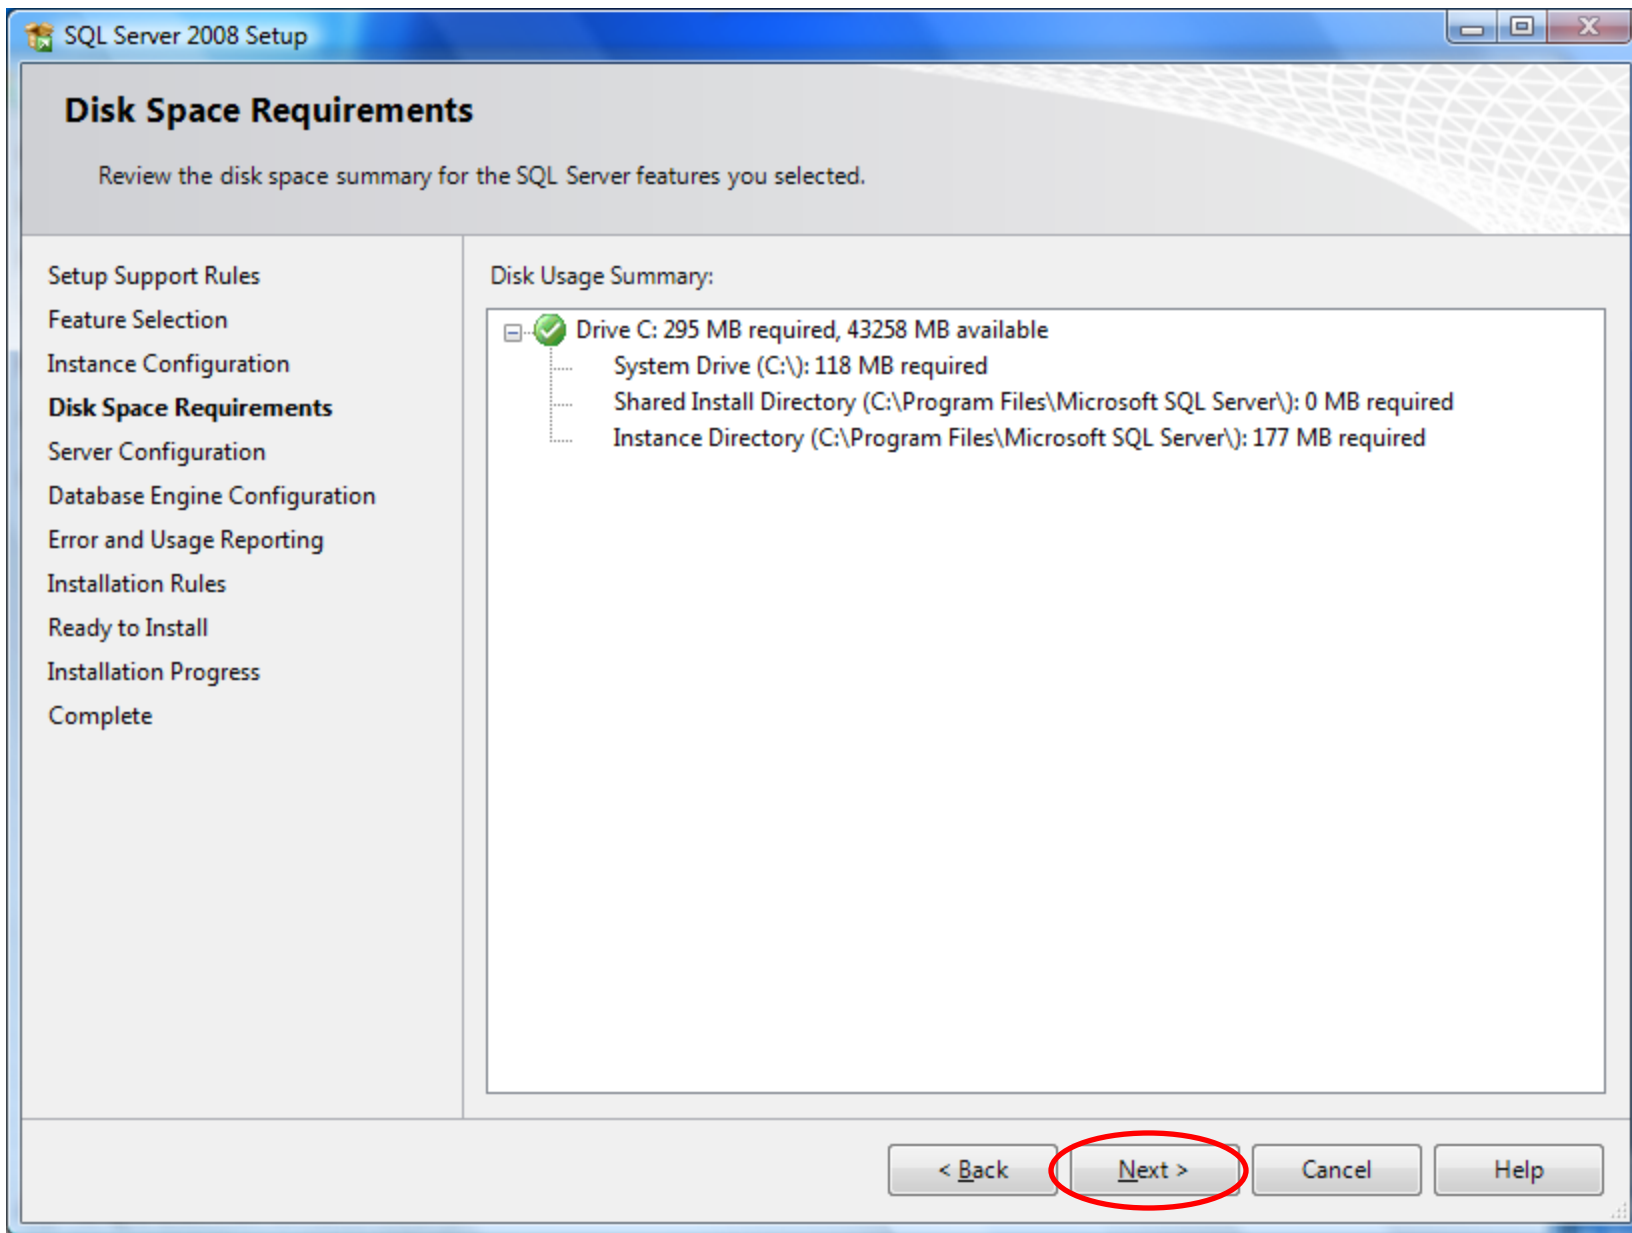 SQL Server 2008 Setup
Disk Space Requirements
Review the disk space summary for the SQL Server features you selected.
Setup Support Rules
Feature Selection
Instance Configuration
Disk Space Requirements
Server Configuration
Database Engine Configuration
Error and Usage Reporting
Installation Rules
Ready to Install
Installation Progress
Complete
Disk Usage Summary:
Drive C: 295 MB required, 43258 MB available
System Drive (C:\): 118 MB required
Shared Install Directory (C:\Program Files\Microsoft SQL Server\): 0 MB required
Instance Directory (C:\Program Files\Microsoft SQL Server\): 177 MB required
< Back
Next >
Cancel
Help